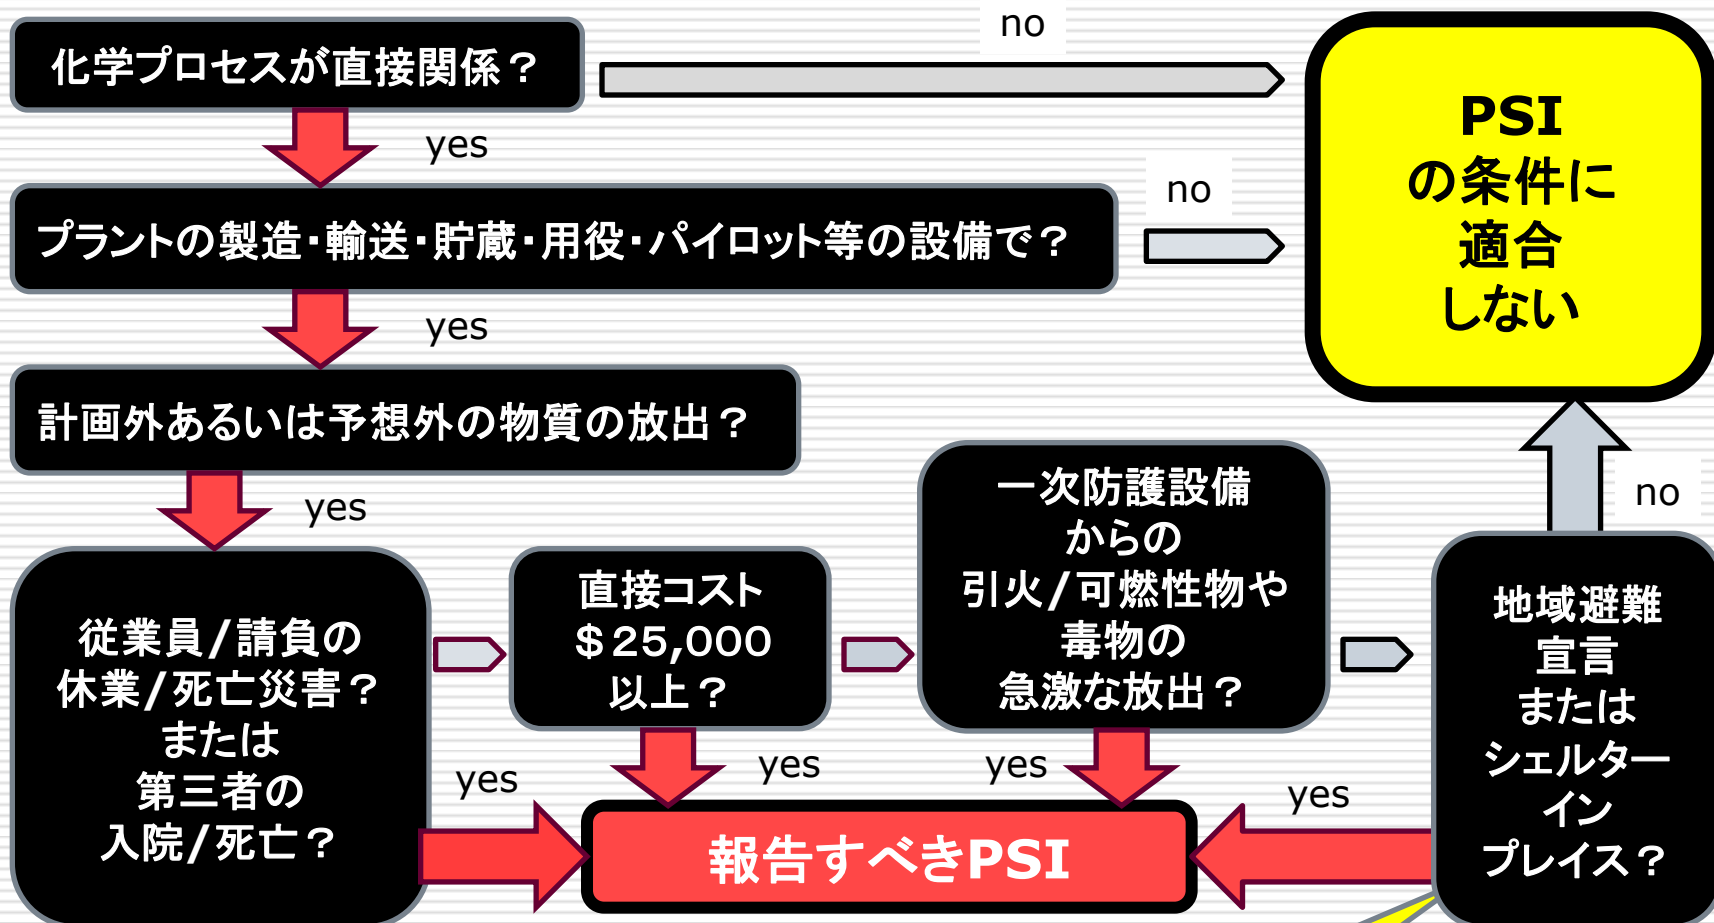 化学プロセスが直接関係？
no
yes
プラントの製造・輸送・貯蔵・用役・パイロット等の設備で？
no
yes
計画外あるいは予想外の物質の放出？
yes
PSI
の条件に
適合
しない
no
従業員/請負の
休業/死亡災害？
または
第三者の
入院/死亡？
yes
直接コスト
＄25,000
以上？
yes
一次防護設備
からの
引火/可燃性物や
毒物の
急激な放出？
yes
地域避難
宣言
または
シェルター
イン
プレイス？
yes
報告すべきPSI